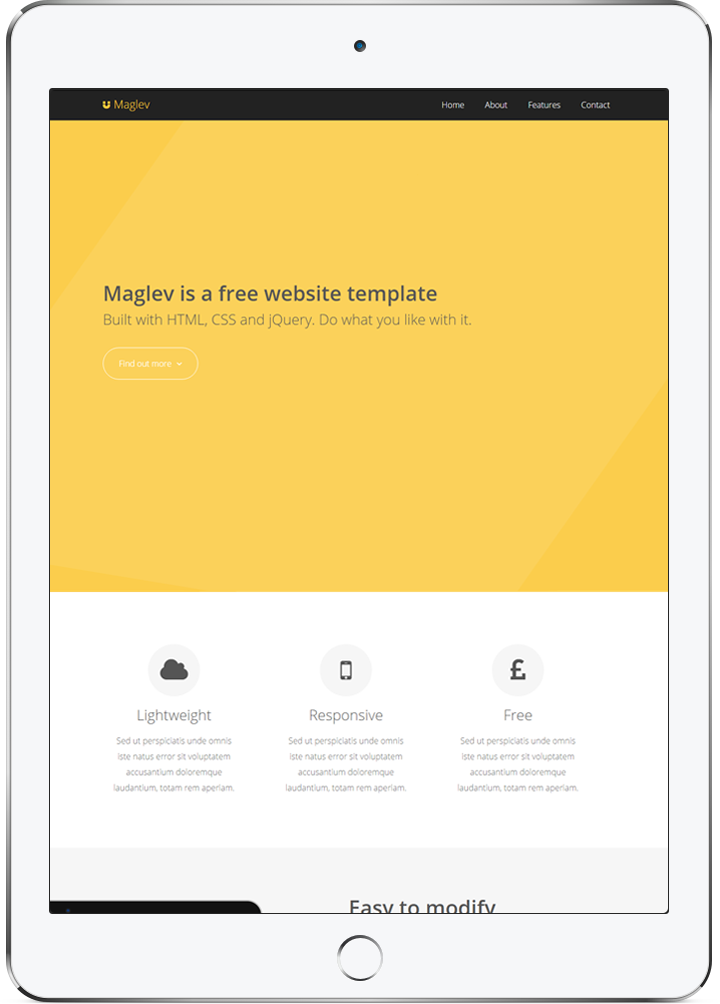 Maglev
Home About Features Contact
Maglev is a free website template
Built with HTML, CSS and jQuery. Do what you like with it.
Find out more
Lightweight
Sed ut perspiciatis unde omnis
iste natus error sit voluptatem
accusantium doloremque
laudantium, totam rem aperiam.
Responsive
Sed ut perspiciatis unde omnis
iste natus error sit voluptatem
accusantium doloremque
laudantium, totam rem aperiam.
£
Free
Sed ut perspiciatis unde omnis
iste natus error sit voluptatem
accusantium doloremque
laudantium, totam rem aperiam.
Easy to modify